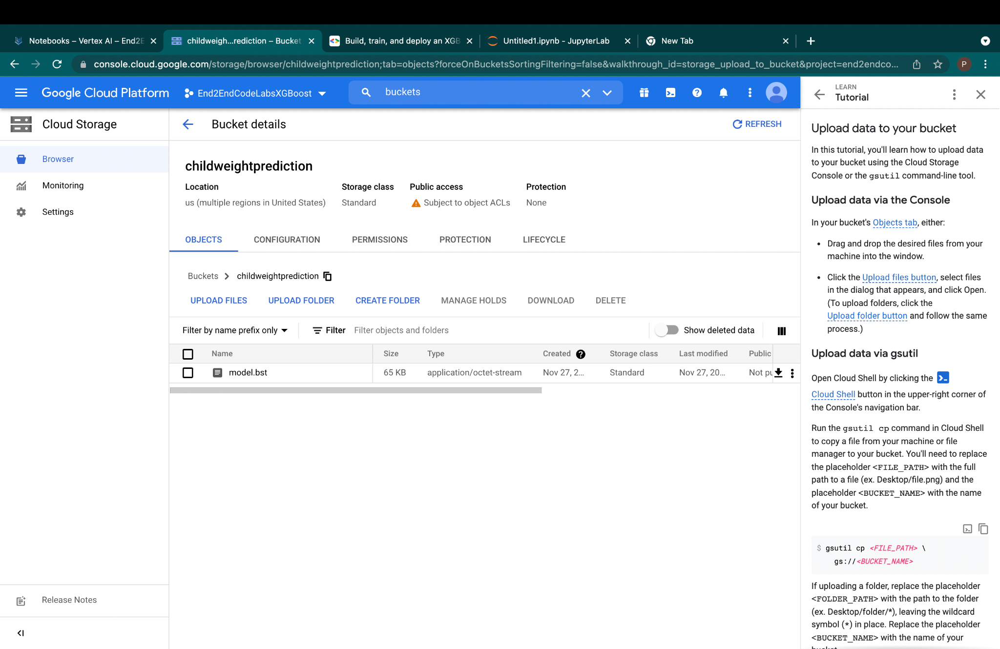 Notebooks – Vertex AI – End2E
childweigh...rediction – Bucket
Build, train, and deploy an XGB
Untitled1.ipynb - JupyterLab
New Tab
console.cloud.google.com/storage/browser/childweightprediction;tab=objects?forceOnBucketsSortingFiltering=false&walkthrough_id=storage_upload_to_bucket&project=end2endco...
P
Google Cloud Platform
End2EndCodeLabsXGBoost
buckets
Cloud Storage
Browser
Monitoring
Settings
Release Notes
Bucket details
REFRESH
childweightprediction
Location
Storage class
Public access
Protection
us (multiple regions in United States)
Standard
Subject to object ACLs
None
OBJECTS
CONFIGURATION
PERMISSIONS
PROTECTION
LIFECYCLE
Buckets
childweightprediction
UPLOAD FILES
UPLOAD FOLDER
CREATE FOLDER
MANAGE HOLDS
DOWNLOAD
DELETE
Filter by name prefix only
Filter
Filter objects and folders
Show deleted data
Name
Size
Type
Created
Storage class
Last modified
Public
model.bst
65 KB
application/octet-stream
Nov 27, 2...
Standard
Nov 27, 20...
Not pu
LEARN
Tutorial
Upload data to your bucket
In this tutorial, you'll learn how to upload data
to your bucket using the Cloud Storage
Console or the gsutil command-line tool.
Upload data via the Console
In your bucket's Objects tab, either:
• Drag and drop the desired files from your
machine into the window.
• Click the Upload files button, select files
in the dialog that appears, and click Open.
(To upload folders, click the
Upload folder button and follow the same
process.)
Upload data via gsutil
Open Cloud Shell by clicking the
Cloud Shell button in the upper-right corner of
the Console's navigation bar.
Run the gsutil cp command in Cloud Shell
to copy a file from your machine or file
manager to your bucket. You'll need to replace
the placeholder <FILE_PATH> with the full
path to a file (ex. Desktop/file.png) and the
placeholder <BUCKET_NAME> with the name
of your bucket.
$ gsutil cp <FILE_PATH> \
gs://<BUCKET_NAME>
If uploading a folder, replace the placeholder
<FOLDER_PATH> with the path to the folder
(ex. Desktop/folder/*), leaving the wildcard
symbol (*) in place. Replace the placeholder
<BUCKET_NAME> with the name of your